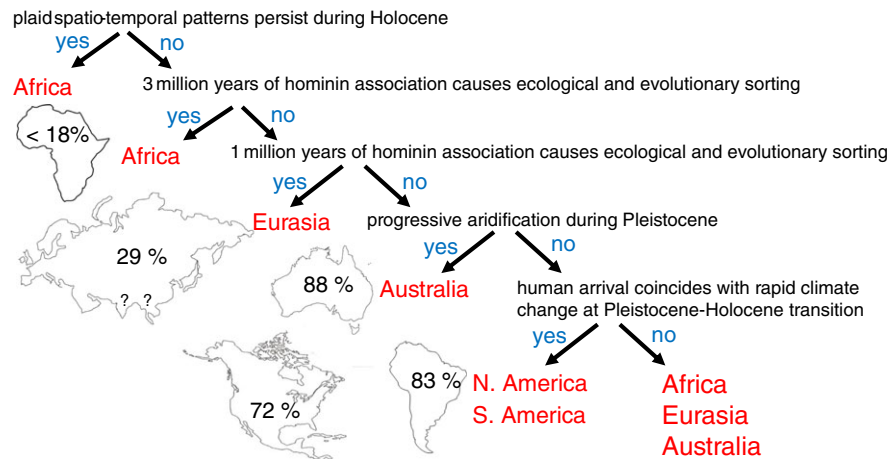 plaid spatio-temporal patterns persist during Holocene
yes no
Africa
3 million years of hominin association causes ecological and evolutionary sorting
< 18%
yes no
Africa
1 million years of hominin association causes ecological and evolutionary sorting
yes no
Eurasia
progressive aridification during Pleistocene
29 %
? ?
yes no
88 %
Australia
human arrival coincides with rapid climate
change at Pleistocene-Holocene transition
yes no
72 %
83 %
N. America
S. America
Africa
Eurasia
Australia